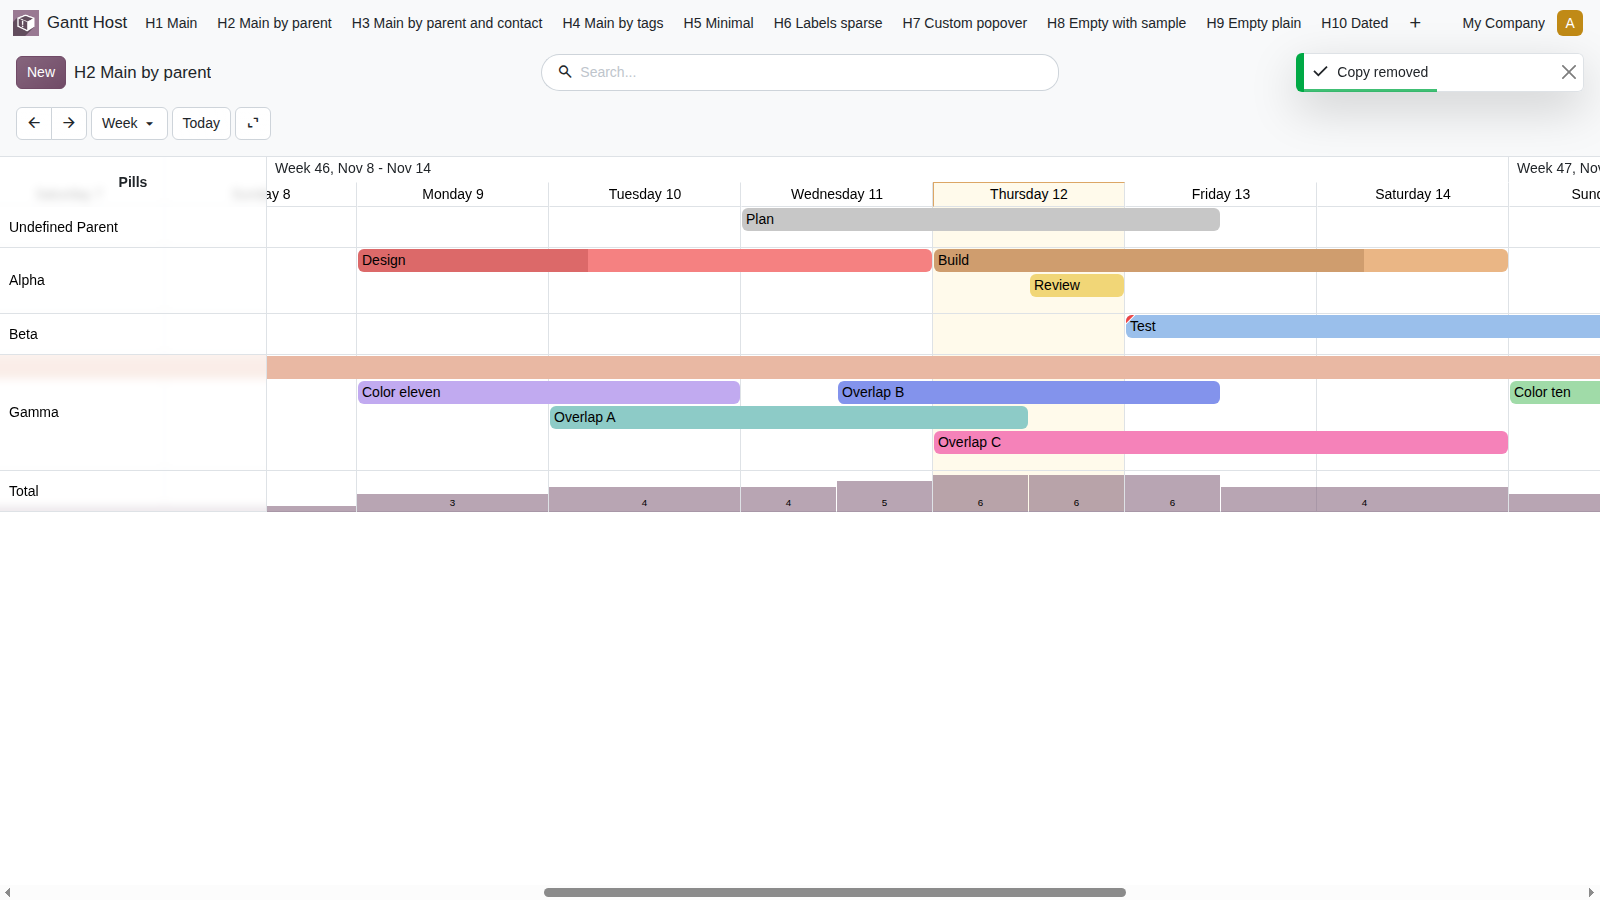 Gantt Host H1 Main H2 Main by parent H3 Main by parent and contact H4 Main by tags H5 Minimal H6 Labels sparse H7 Custom popover H8 Empty with sample H9 Empty plain H10 Dated + My Company A
New H2 Main by parent Search... Copy removed
Week Today
Week 46, Nov 8 - Nov 14 Week 47, Nov
Pills
ay 8 Monday 9 Tuesday 10 Wednesday 11 Thursday 12 Friday 13 Saturday 14 Sund
Undefined Parent Plan
Alpha Design Build
Review
Beta Test
Gamma Color eleven Overlap B Color ten
Overlap A
Overlap C
Total 3 4 4 5 6 6 6 4